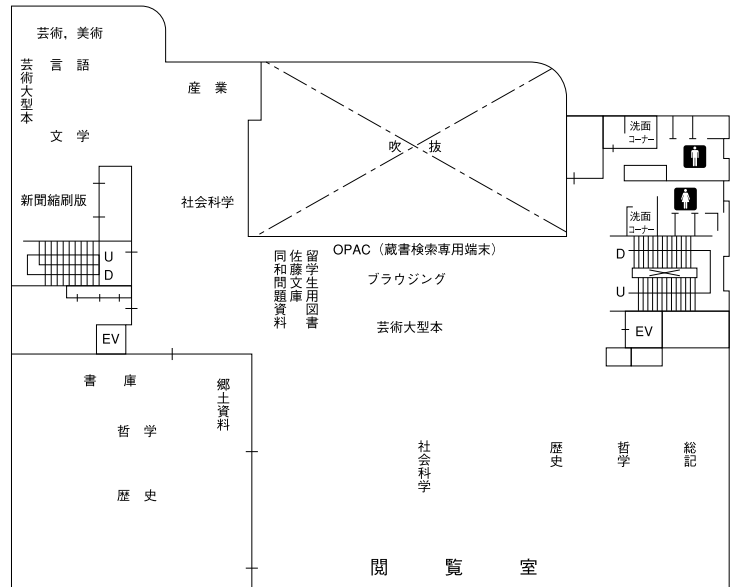 芸術，美術
芸術大型本
言語
産業
文学
吹抜
洗面
コーナー
新聞縮刷版
社会科学
洗面
コーナー
U
D
OPAC（蔵書検索専用端末）
留学生用図書
佐藤文庫
同和問題資料
ブラウジング
D
U
芸術大型本
EV
EV
書庫
郷土資料
哲学
歴史
社会科学
歴史
哲学
総記
閲覧室